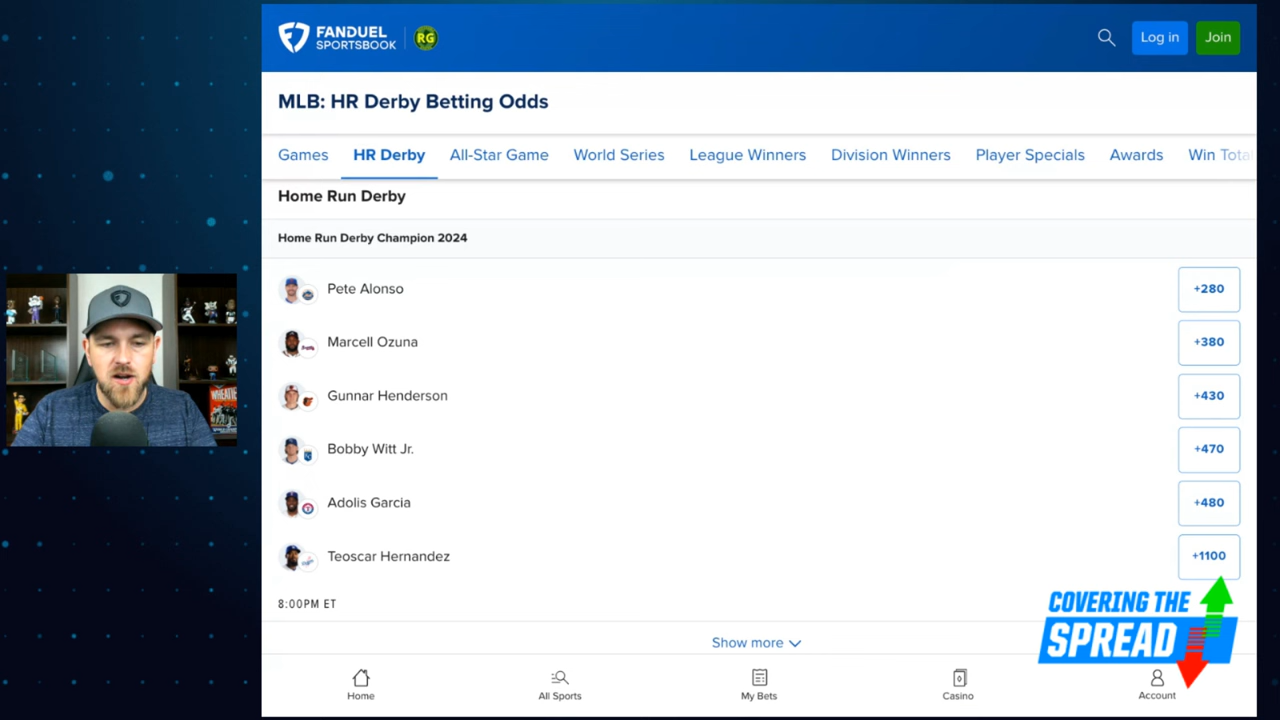 FANDUEL
SPORTSBOOK
RG
Log in
Join
MLB: HR Derby Betting Odds
Games
HR Derby
All-Star Game
World Series
League Winners
Division Winners
Player Specials
Awards
Win Tota
Home Run Derby
Home Run Derby Champion 2024
Pete Alonso
+280
Marcell Ozuna
+380
Gunnar Henderson
+430
Bobby Witt Jr.
+470
Adolis Garcia
+480
Teoscar Hernandez
+1100
8:00PM ET
COVERING THE
SPREAD
Show more
Home
All Sports
My Bets
Casino
Account
WHEATIES